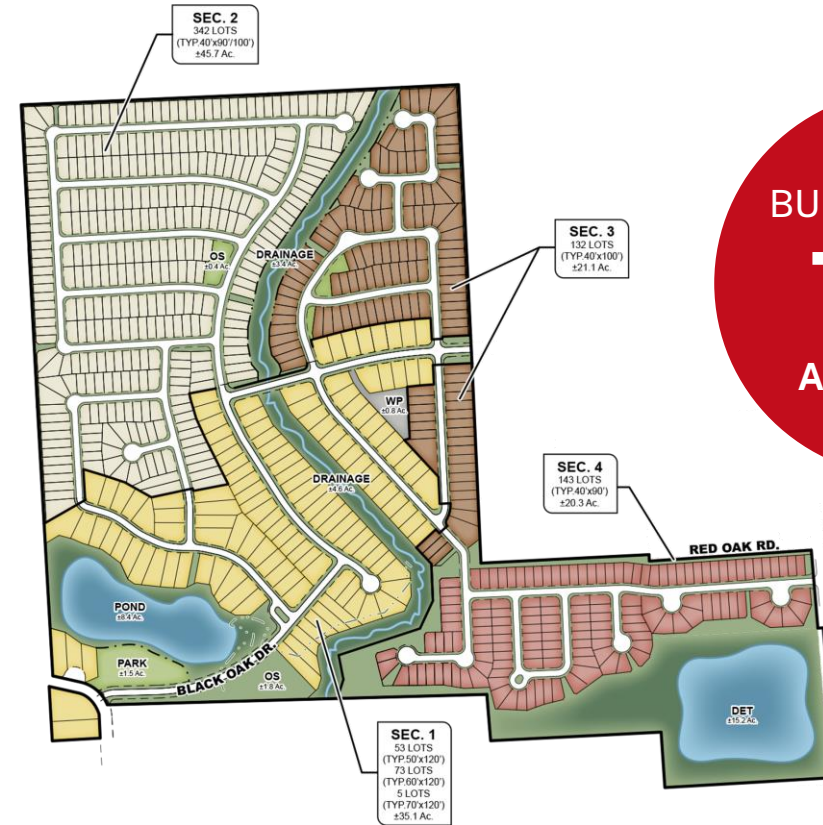 SEC. 2
342 LOTS
(TYP.40'x90'/100')
±45.7 Ac.
BU
SEC. 3
132 LOTS
(TYP.40'x100')
±21.1 Ac.
OS
±0.4 Ac.
DRAINAGE
±3.4 Ac.
A
WP
±0.8 Ac.
SEC. 4
143 LOTS
(TYP.40'x90')
±20.3 Ac.
DRAINAGE
±4.6 Ac.
RED OAK RD.
POND
±8.4 Ac.
PARK
±1.5 Ac.
BLACK OAK DR.
OS
±1.8 Ac.
DET
±15.2 Ac.
SEC. 1
53 LOTS
(TYP.50'x120')
73 LOTS
(TYP.60'x120')
5 LOTS
(TYP.70'x120')
±35.1 Ac.